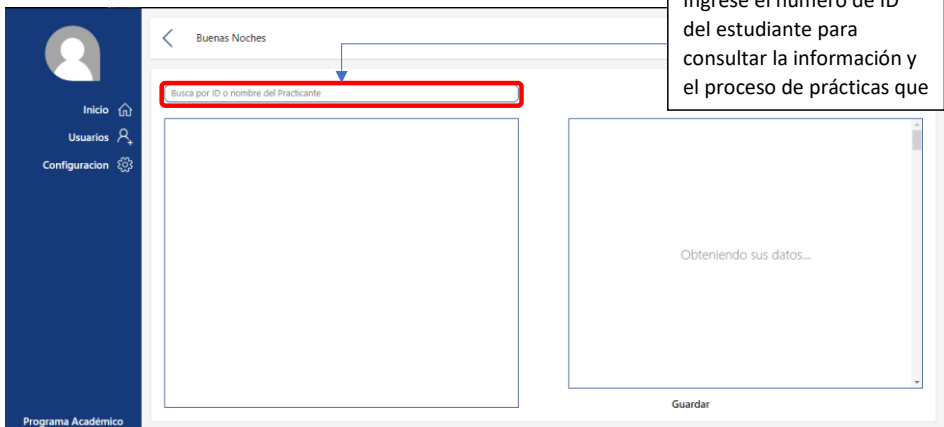 Ingrese el número de ID
del estudiante para
consultar la información y
el proceso de prácticas que
Buenas Noches
Busca por ID o nombre del Practicante
Inicio
Usuarios
Configuracion
Obteniendo sus datos...
Guardar
Programa Académico